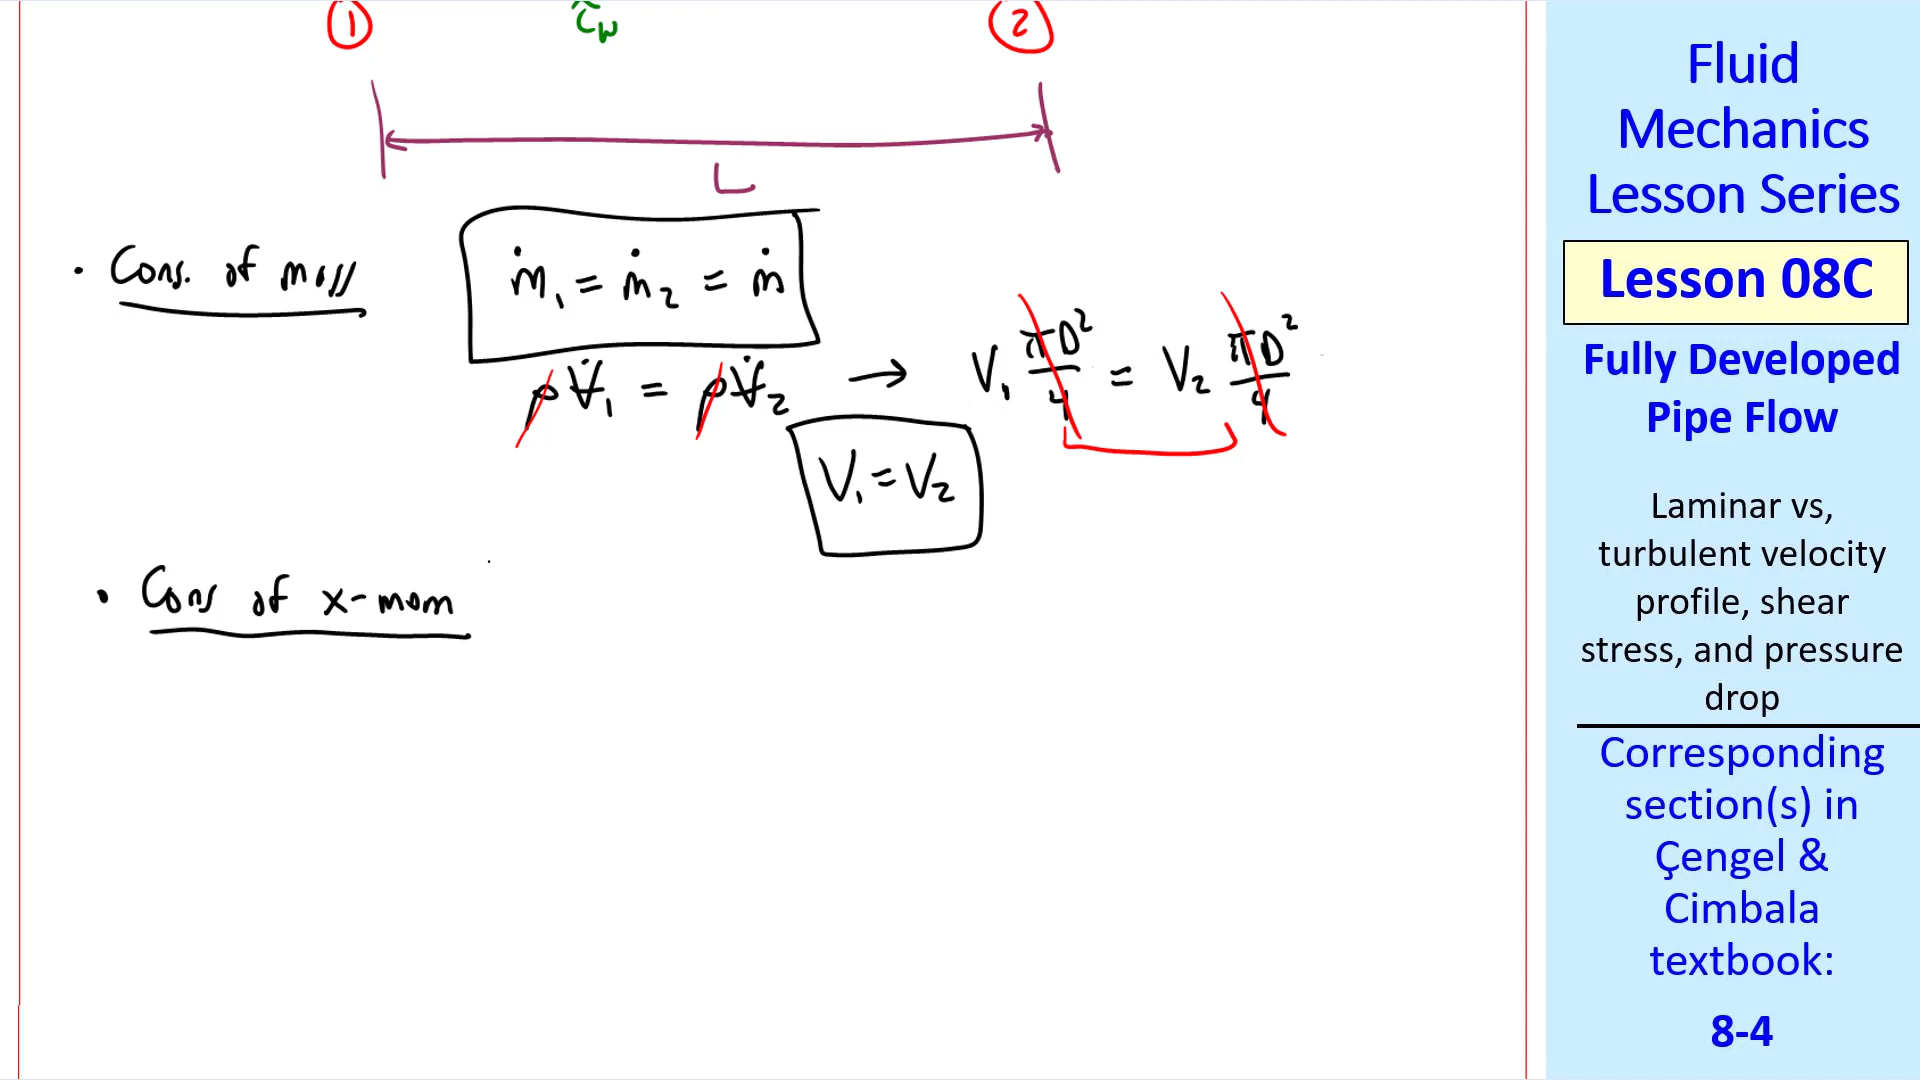 ① τ̃w ②
L
• Cons. of mass
ṁ₁ = ṁ₂ = ṁ
ρV̶̇₁ = ρV̶̇₂ → V₁ πD²/4 = V₂ πD²/4
V₁ = V₂
• Cons of x-mom
Fluid
Mechanics
Lesson Series
Lesson 08C
Fully Developed
Pipe Flow
Laminar vs,
turbulent velocity
profile, shear
stress, and pressure
drop
Corresponding
section(s) in
Çengel &
Cimbala
textbook:
8-4